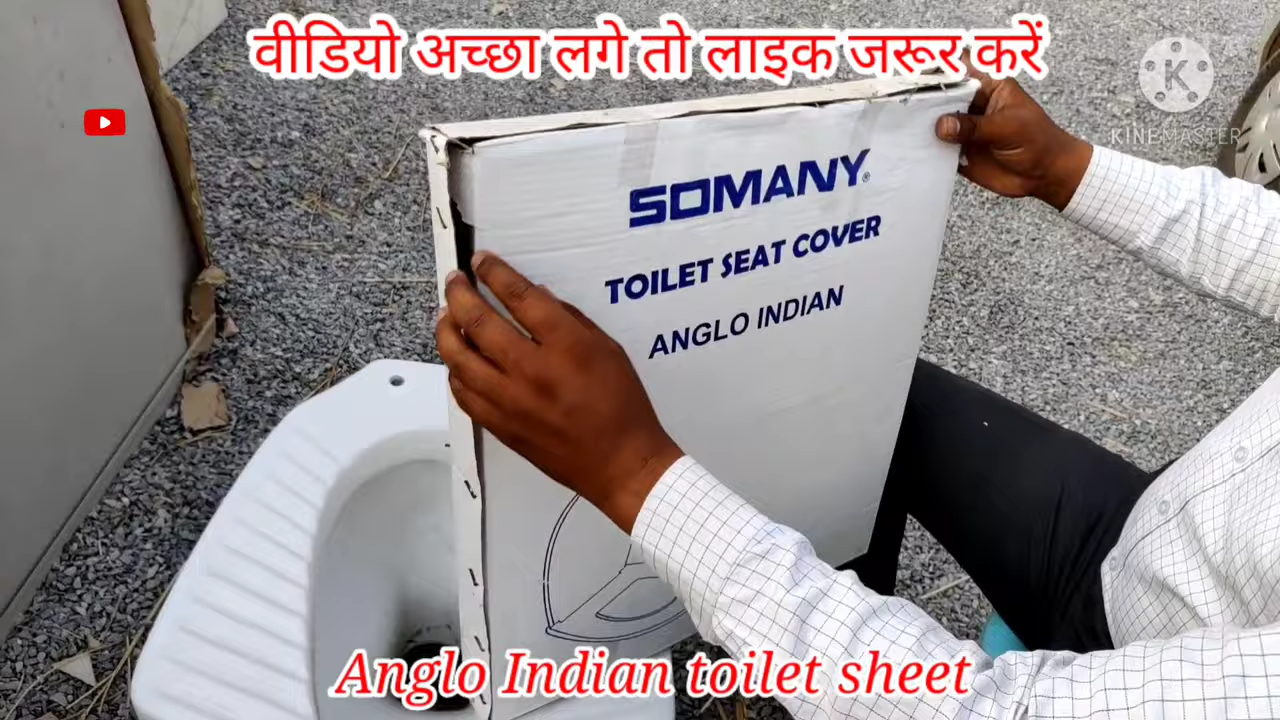 वीडियो अच्छा लगे तो लाइक जरूर करें
KINEMASTER
SOMANY®
TOILET SEAT COVER
ANGLO INDIAN
Anglo Indian toilet sheet